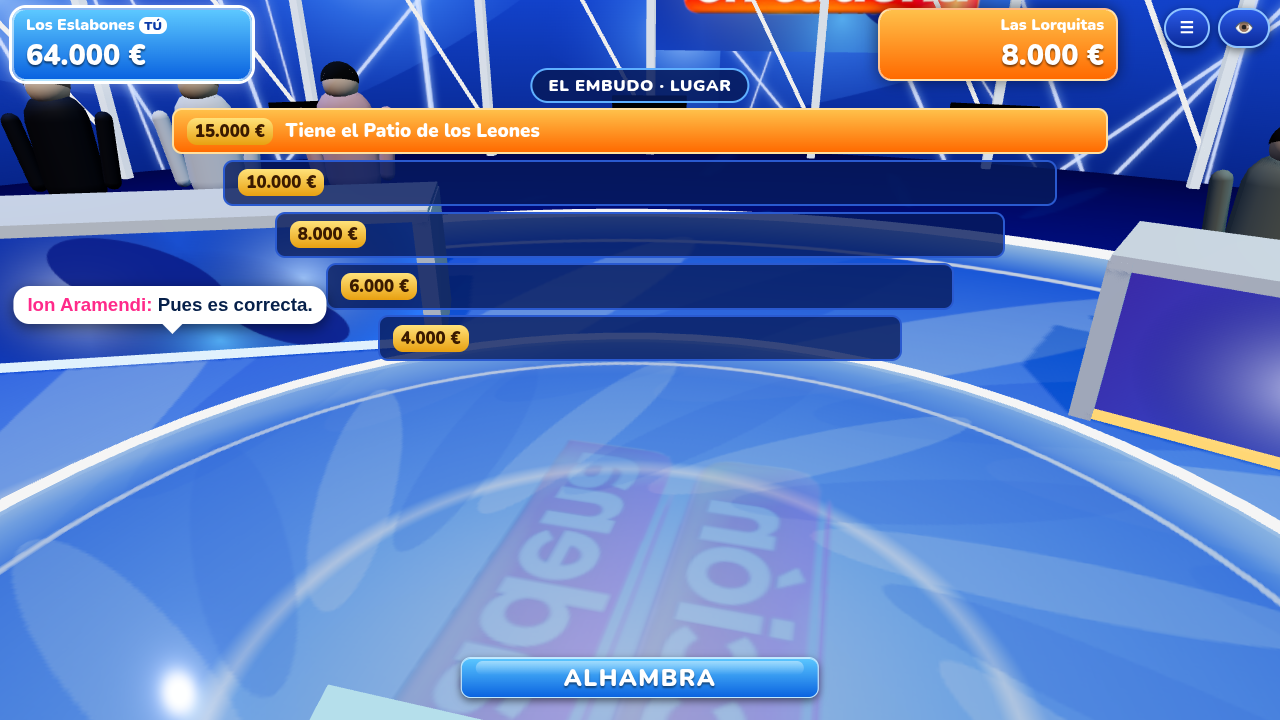 Los Eslabones TÚ
64.000 €
Las Lorquitas
8.000 €
EL EMBUDO · LUGAR
15.000 € Tiene el Patio de los Leones
10.000 €
8.000 €
6.000 €
4.000 €
Ion Aramendi: Pues es correcta.
ALHAMBRA